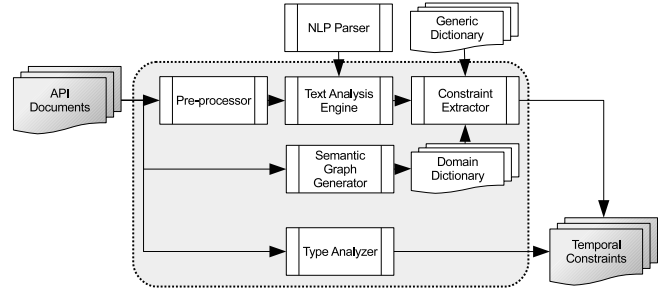 NLP Parser
Generic
Dictionary
API
Documents
Pre-processor
Text Analysis
Engine
Constraint
Extractor
Semantic
Graph
Generator
Domain
Dictionary
Type Analyzer
Temporal
Constraints